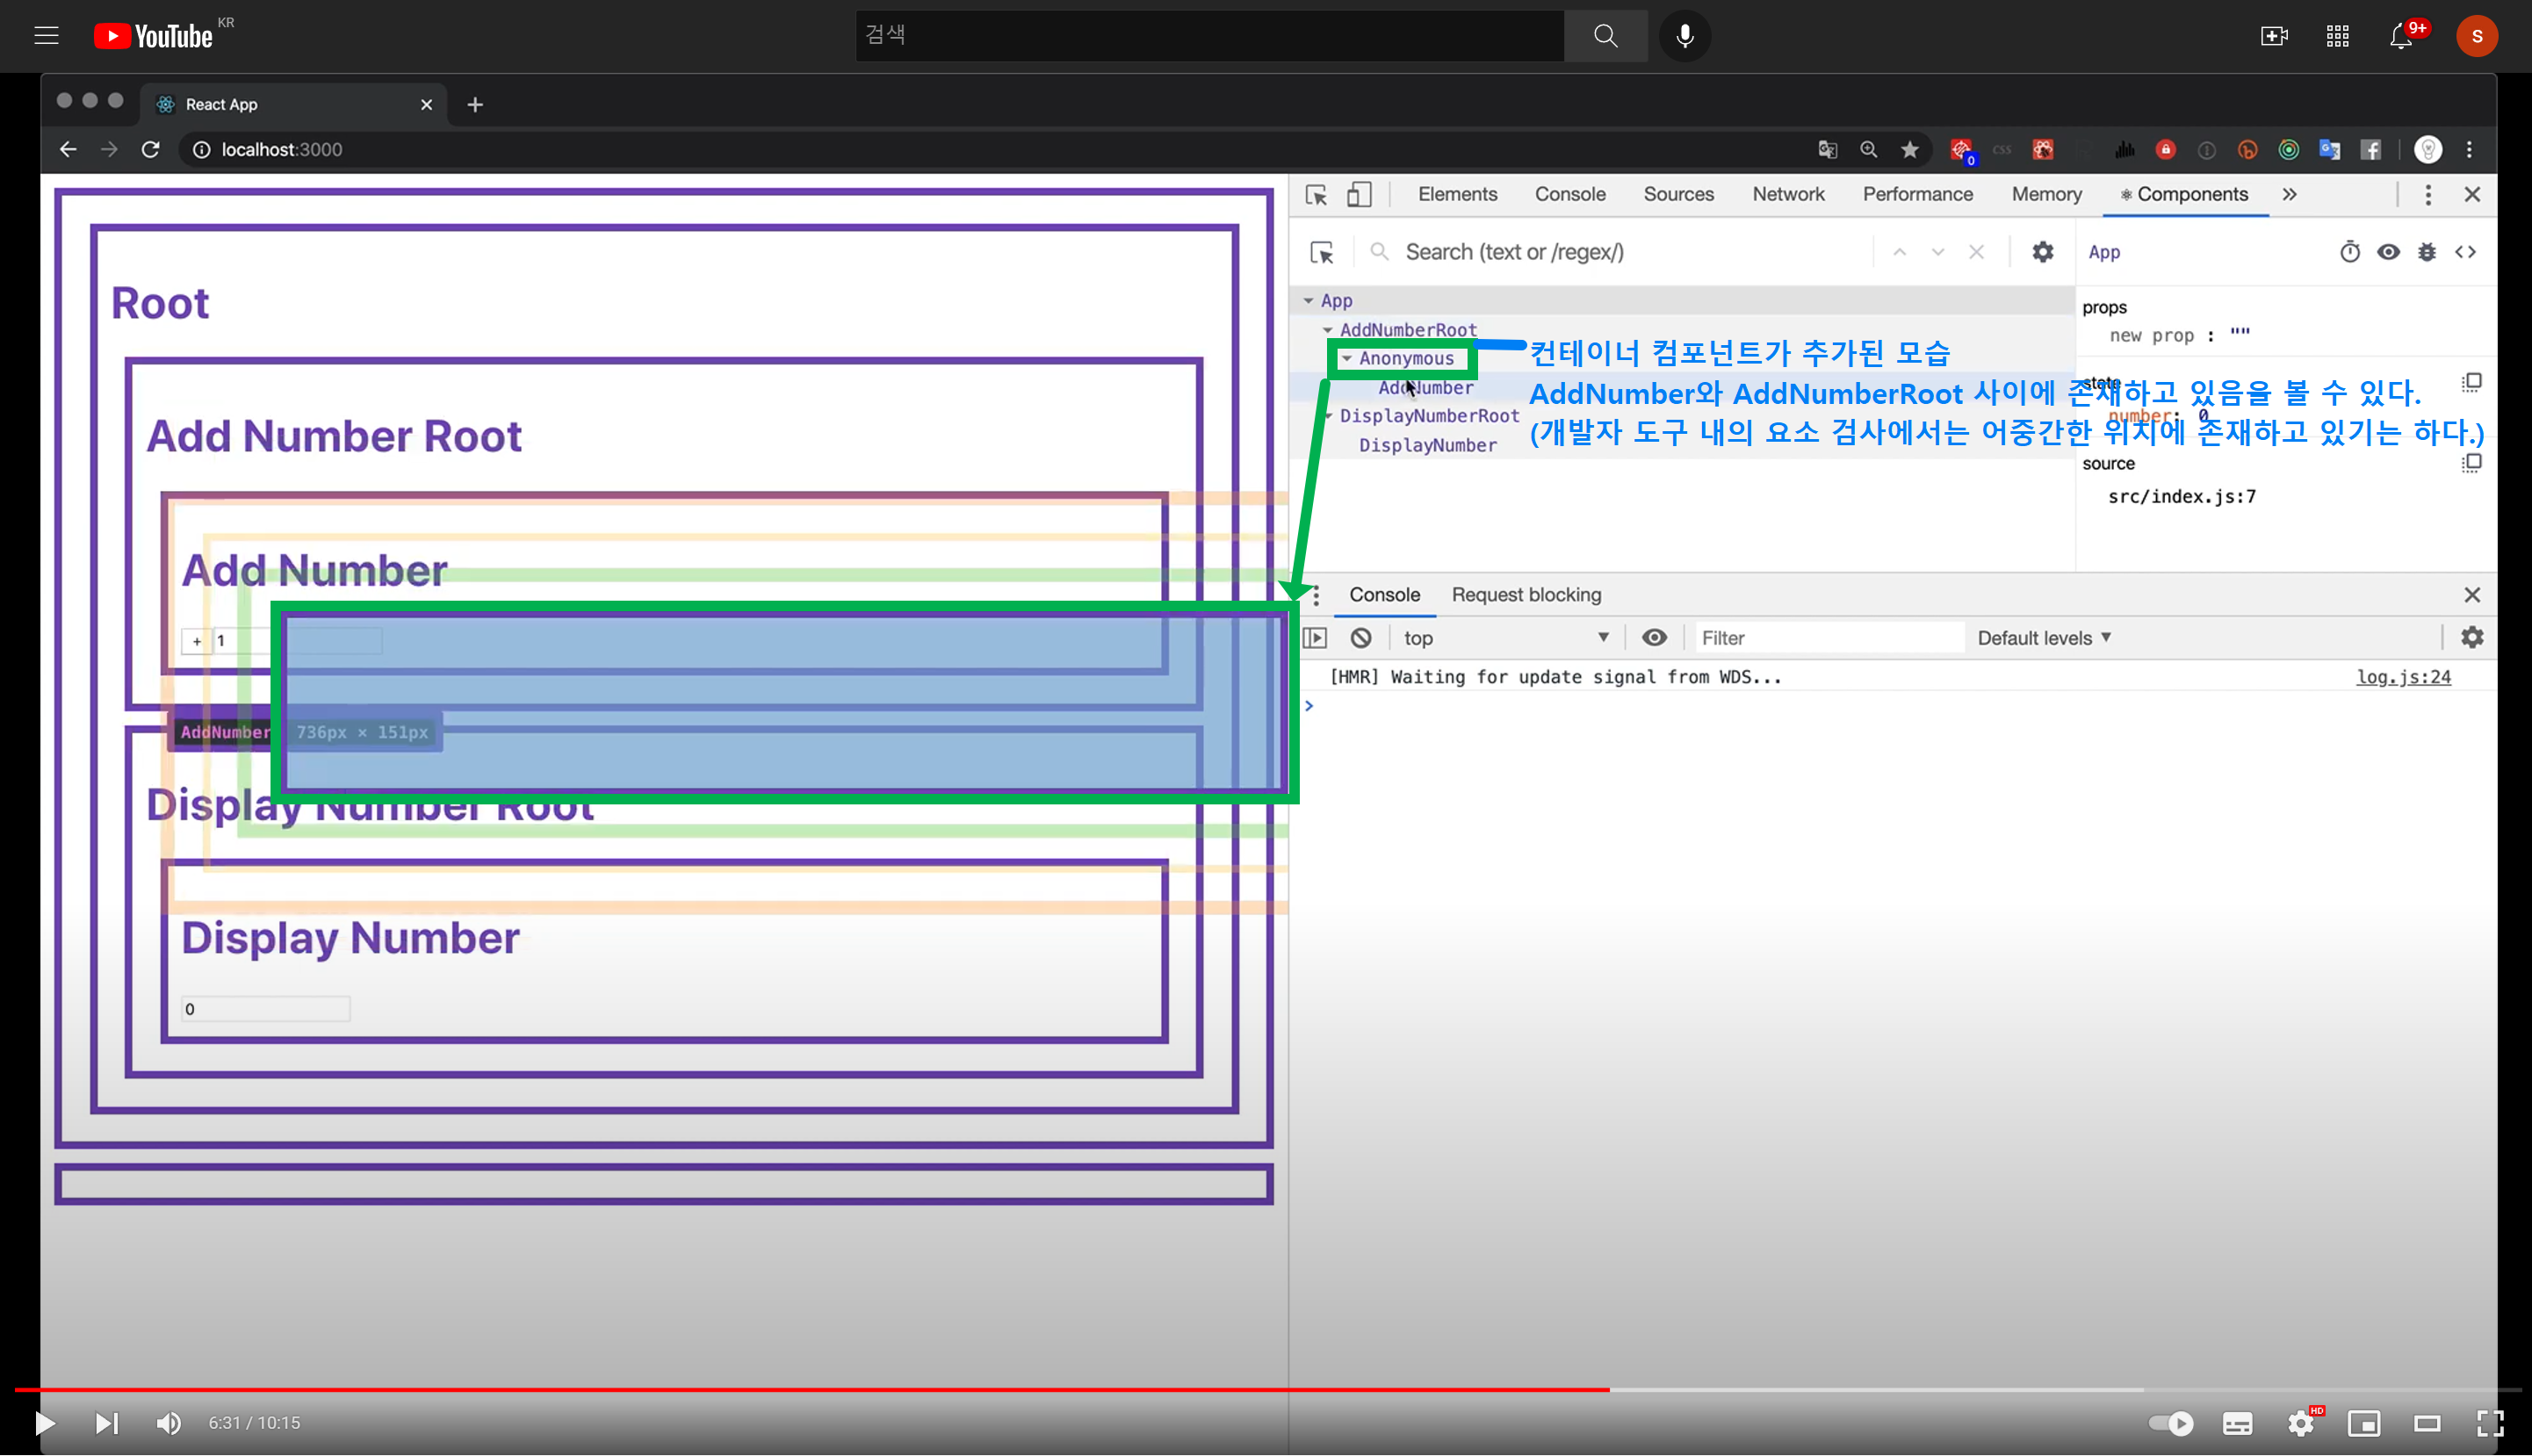 YouTube KR
검색
9+
S
React App
localhost:3000
0
css
Elements Console Sources Network Performance Memory Components »
Search (text or /regex/)
App
App
AddNumberRoot
Anonymous
AddNumber
DisplayNumberRoot
DisplayNumber
컨테이너 컴포넌트가 추가된 모습
AddNumber와 AddNumberRoot 사이에 존재하고 있음을 볼 수 있다.
(개발자 도구 내의 요소 검사에서는 어중간한 위치에 존재하고 있기는 하다.)
props
new prop : ""
state
number: 0
source
src/index.js:7
Console Request blocking
top
Filter
Default levels ▼
[HMR] Waiting for update signal from WDS...
log.js:24
Root
Add Number Root
Add Number
+ 1
AddNumber 736px × 151px
Display Number Root
Display Number
0
6:31 / 10:15
HD